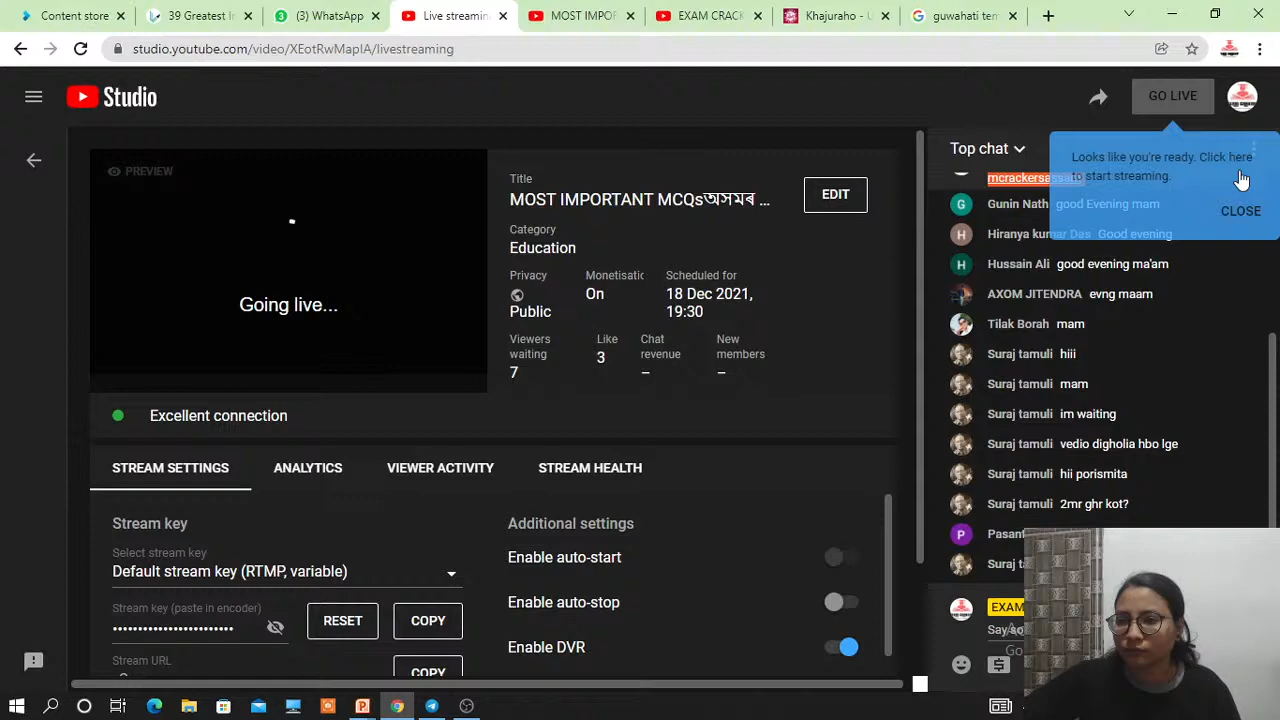 Content store
39 Greatest I
(3) WhatsApp
Live streamin
MOST IMPO
EXAM CRACK
Khajuraho - U
guwahati tem
studio.youtube.com/video/XEotRwMapIA/livestreaming
Studio
GO LIVE
PREVIEW
Going live...
Title
MOST IMPORTANT MCQsঅসমৰ ...
EDIT
Category
Education
Privacy
Public
Monetisatic
On
Scheduled for
18 Dec 2021,
19:30
Viewers
waiting
7
Like
3
Chat
revenue
–
New
members
–
Excellent connection
STREAM SETTINGS
ANALYTICS
VIEWER ACTIVITY
STREAM HEALTH
Stream key
Select stream key
Default stream key (RTMP, variable)
Stream key (paste in encoder)
RESET
COPY
Stream URL
COPY
Additional settings
Enable auto-start
Enable auto-stop
Enable DVR
Top chat
Looks like you're ready. Click here
to start streaming.
CLOSE
Gunin Nath good Evening mam
Hiranya kumar Das Good evening
Hussain Ali good evening ma'am
AXOM JITENDRA evng maam
Tilak Borah mam
Suraj tamuli hiii
Suraj tamuli mam
Suraj tamuli im waiting
Suraj tamuli vedio digholia hbo lge
Suraj tamuli hii porismita
Suraj tamuli 2mr ghr kot?
Pasant
Suraj ta
EXAM
Say so